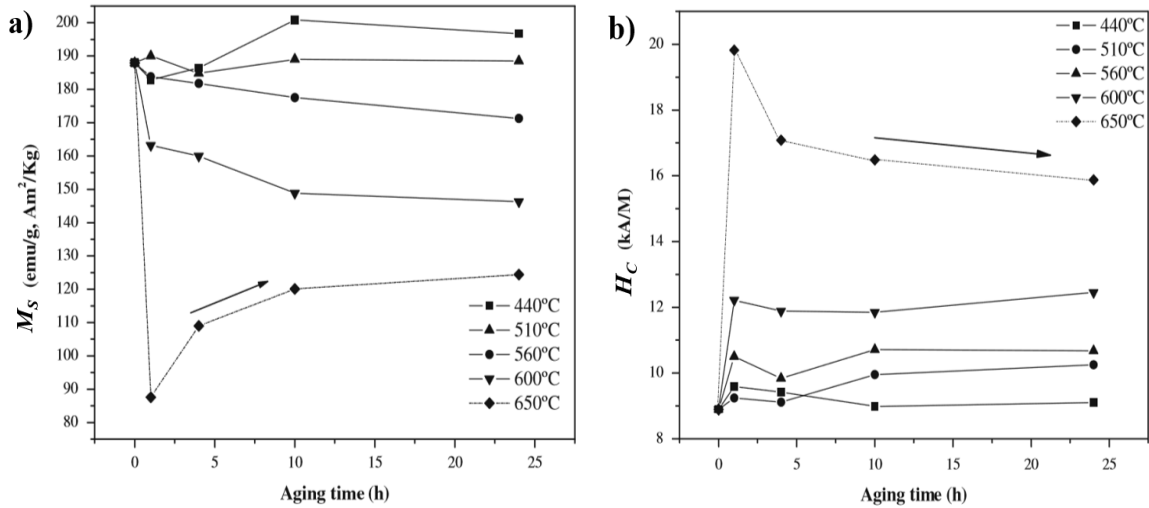 a)
200
190
180
170
160
150
140
130
120
110
100
90
80
M_S (emu/g, Am²/Kg)
0 5 10 15 20 25
Aging time (h)
440ºC
510ºC
560ºC
600ºC
650ºC
b)
20
18
16
14
12
10
8
H_C (kA/M)
0 5 10 15 20 25
Aging time (h)
440ºC
510ºC
560ºC
600ºC
650ºC